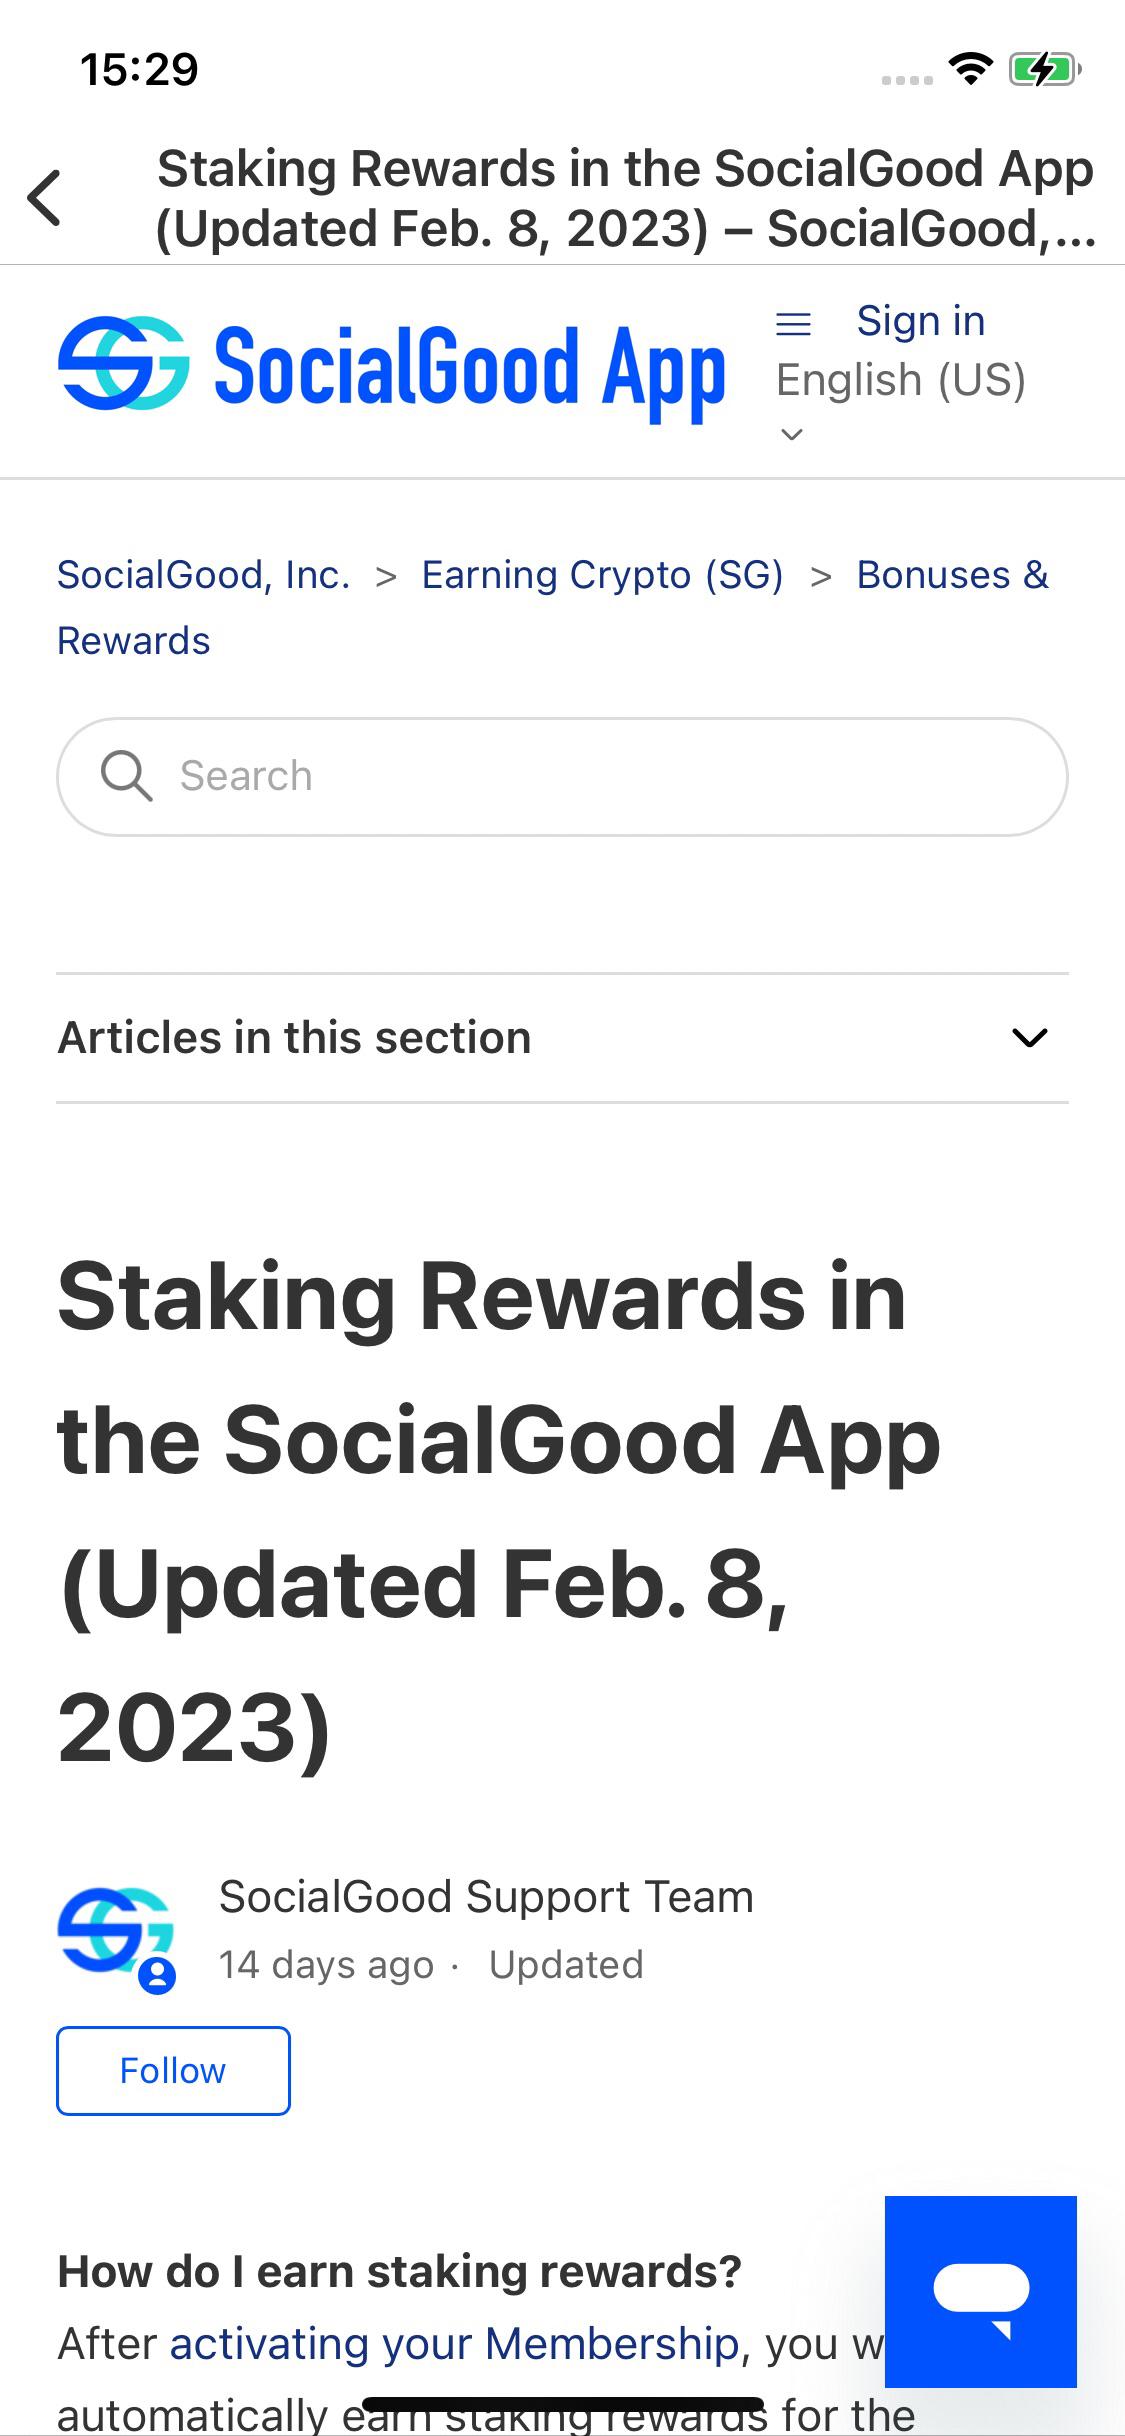 15:29
Staking Rewards in the SocialGood App
(Updated Feb. 8, 2023) – SocialGood,...
SocialGood App
Sign in
English (US)
SocialGood, Inc. > Earning Crypto (SG) > Bonuses &
Rewards
Search
Articles in this section
Staking Rewards in
the SocialGood App
(Updated Feb. 8,
2023)
SocialGood Support Team
14 days ago · Updated
Follow
How do I earn staking rewards?
After activating your Membership, you w
automatically earn staking rewards for the